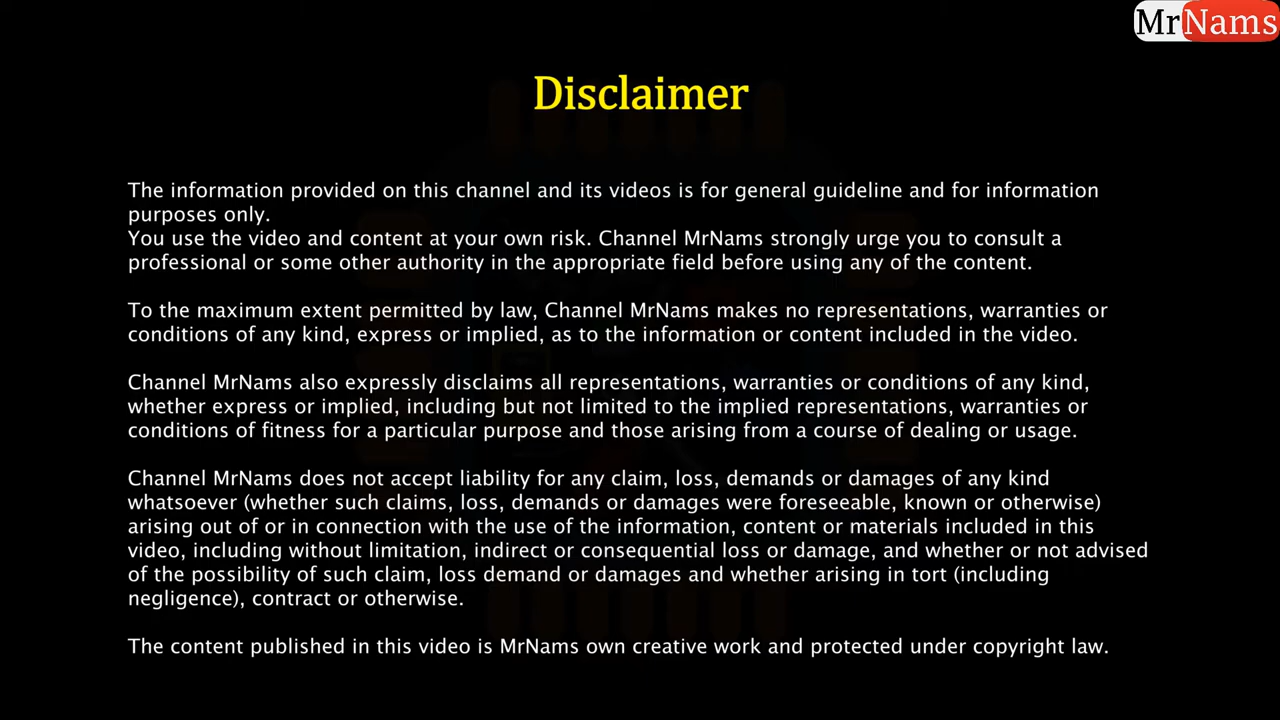 MrNams
Disclaimer
The information provided on this channel and its videos is for general guideline and for information
purposes only.
You use the video and content at your own risk. Channel MrNams strongly urge you to consult a
professional or some other authority in the appropriate field before using any of the content.
To the maximum extent permitted by law, Channel MrNams makes no representations, warranties or
conditions of any kind, express or implied, as to the information or content included in the video.
Channel MrNams also expressly disclaims all representations, warranties or conditions of any kind,
whether express or implied, including but not limited to the implied representations, warranties or
conditions of fitness for a particular purpose and those arising from a course of dealing or usage.
Channel MrNams does not accept liability for any claim, loss, demands or damages of any kind
whatsoever (whether such claims, loss, demands or damages were foreseeable, known or otherwise)
arising out of or in connection with the use of the information, content or materials included in this
video, including without limitation, indirect or consequential loss or damage, and whether or not advised
of the possibility of such claim, loss demand or damages and whether arising in tort (including
negligence), contract or otherwise.
The content published in this video is MrNams own creative work and protected under copyright law.